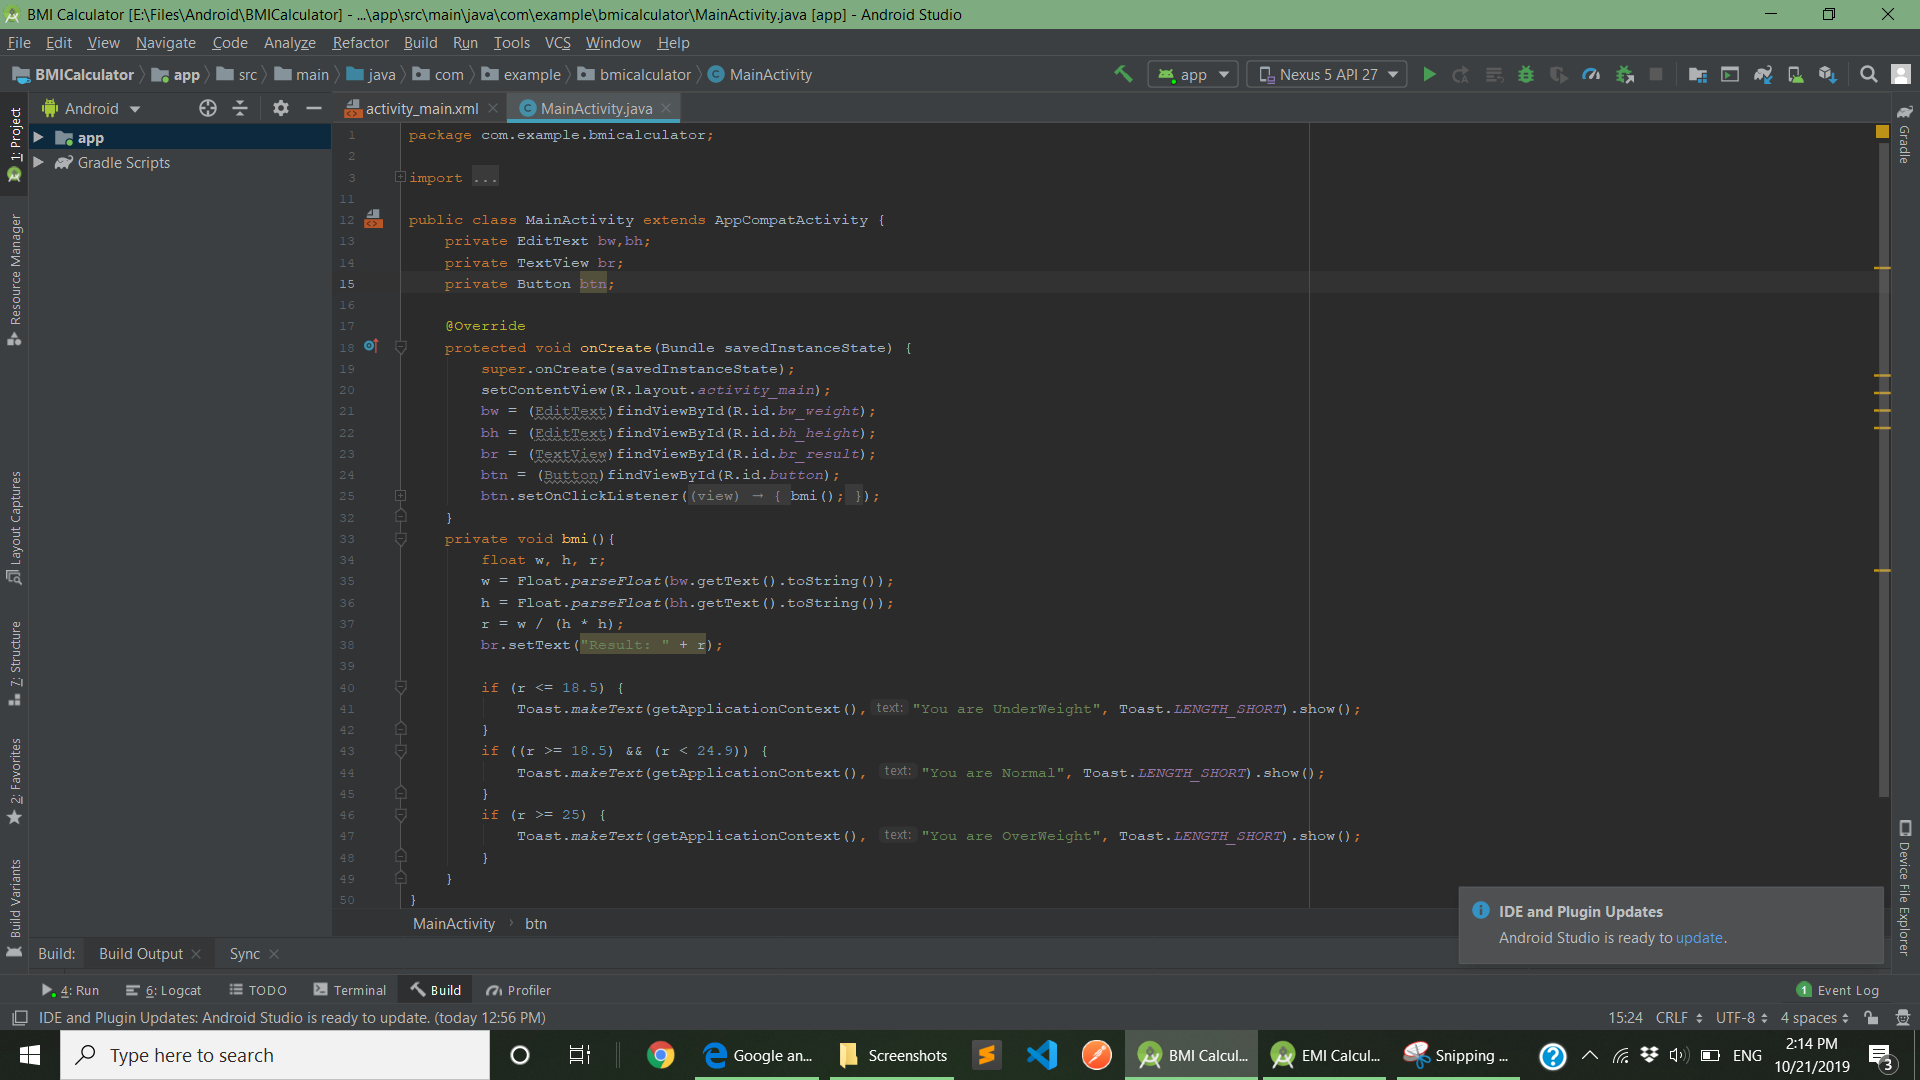 BMI Calculator [E:\Files\Android\BMICalculator] - ...\app\src\main\java\com\example\bmicalculator\MainActivity.java [app] - Android Studio
File Edit View Navigate Code Analyze Refactor Build Run Tools VCS Window Help
BMICalculator app src main java com example bmicalculator MainActivity app Nexus 5 API 27
Android activity_main.xml MainActivity.java
app
Gradle Scripts
1: Project
Resource Manager
Layout Captures
7: Structure
2: Favorites
Build Variants
1 package com.example.bmicalculator;
2
3 import ...
11
12 public class MainActivity extends AppCompatActivity {
13 private EditText bw,bh;
14 private TextView br;
15 private Button btn;
16
17 @Override
18 protected void onCreate(Bundle savedInstanceState) {
19 super.onCreate(savedInstanceState);
20 setContentView(R.layout.activity_main);
21 bw = (EditText)findViewById(R.id.bw_weight);
22 bh = (EditText)findViewById(R.id.bh_height);
23 br = (TextView)findViewById(R.id.br_result);
24 btn = (Button)findViewById(R.id.button);
25 btn.setOnClickListener((view) → { bmi(); });
32 }
33 private void bmi(){
34 float w, h, r;
35 w = Float.parseFloat(bw.getText().toString());
36 h = Float.parseFloat(bh.getText().toString());
37 r = w / (h * h);
38 br.setText("Result: " + r);
39
40 if (r <= 18.5) {
41 Toast.makeText(getApplicationContext(), text: "You are UnderWeight", Toast.LENGTH_SHORT).show();
42 }
43 if ((r >= 18.5) && (r < 24.9)) {
44 Toast.makeText(getApplicationContext(), text: "You are Normal", Toast.LENGTH_SHORT).show();
45 }
46 if (r >= 25) {
47 Toast.makeText(getApplicationContext(), text: "You are OverWeight", Toast.LENGTH_SHORT).show();
48 }
49 }
50 }
Gradle
Device File Explorer
MainActivity btn
IDE and Plugin Updates
Android Studio is ready to update.
Build: Build Output Sync
4: Run 6: Logcat TODO Terminal Build Profiler 1 Event Log
IDE and Plugin Updates: Android Studio is ready to update. (today 12:56 PM) 15:24 CRLF UTF-8 4 spaces
Type here to search Google an... Screenshots BMI Calcul... EMI Calcul... Snipping ... ENG 2:14 PM
10/21/2019 3